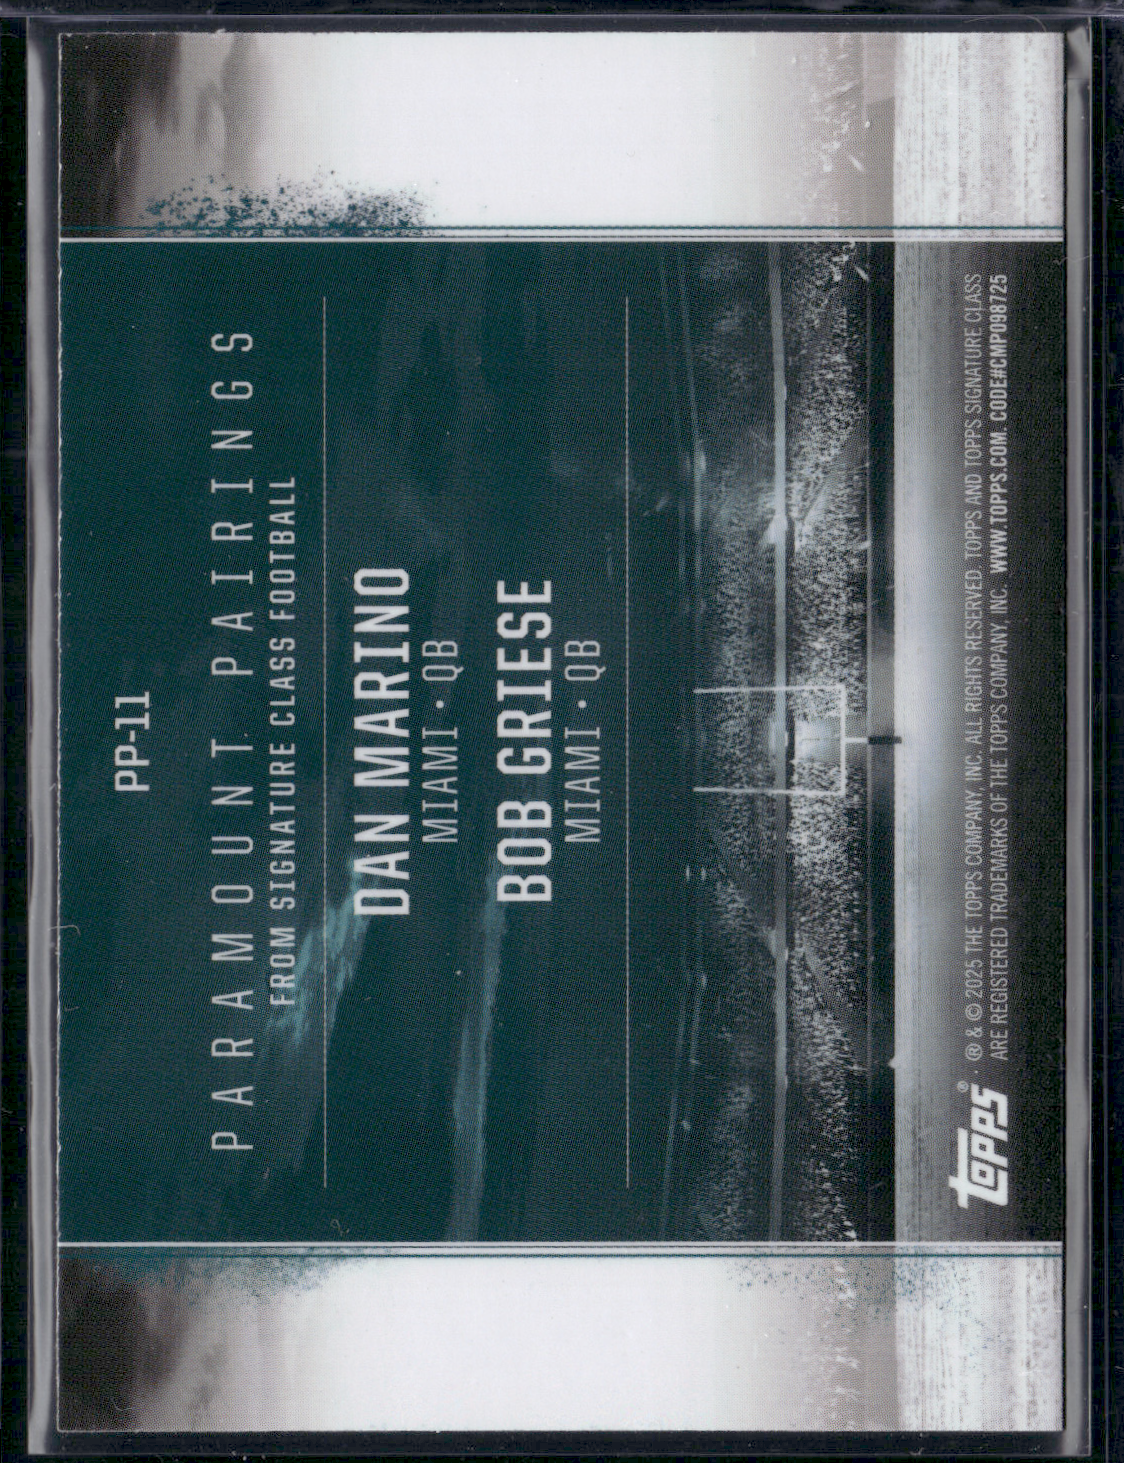 PP-11
PARAMOUNT PAIRINGS
FROM SIGNATURE CLASS FOOTBALL
DAN MARINO
MIAMI • QB
BOB GRIESE
MIAMI • QB
TOPPS® • ® & © 2025 THE TOPPS COMPANY, INC. ALL RIGHTS RESERVED. TOPPS AND TOPPS SIGNATURE CLASS
ARE REGISTERED TRADEMARKS OF THE TOPPS COMPANY, INC. WWW.TOPPS.COM. CODE#CMP098725